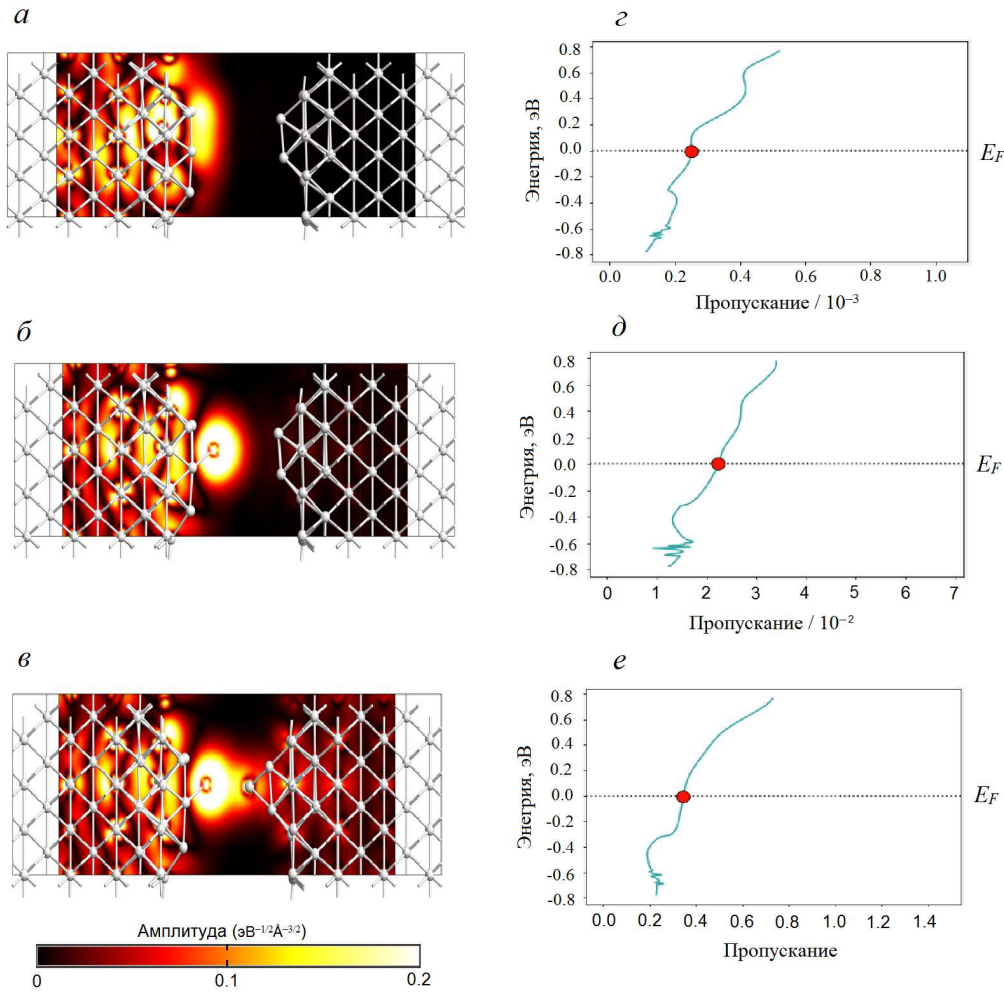 а
г
0.8
0.6
0.4
0.2
0.0
-0.2
-0.4
-0.6
-0.8
Энегрия, эВ
E_F
0.0 0.2 0.4 0.6 0.8 1.0
Пропускание / 10⁻³
б
д
0.8
0.6
0.4
0.2
0.0
-0.2
-0.4
-0.6
-0.8
Энегрия, эВ
E_F
0 1 2 3 4 5 6 7
Пропускание / 10⁻²
в
е
0.8
0.6
0.4
0.2
0.0
-0.2
-0.4
-0.6
-0.8
Энегрия, эВ
E_F
0.0 0.2 0.4 0.6 0.8 1.0 1.2 1.4
Пропускание
Амплитуда (эВ⁻¹/²Å⁻³/²)
0 0.1 0.2